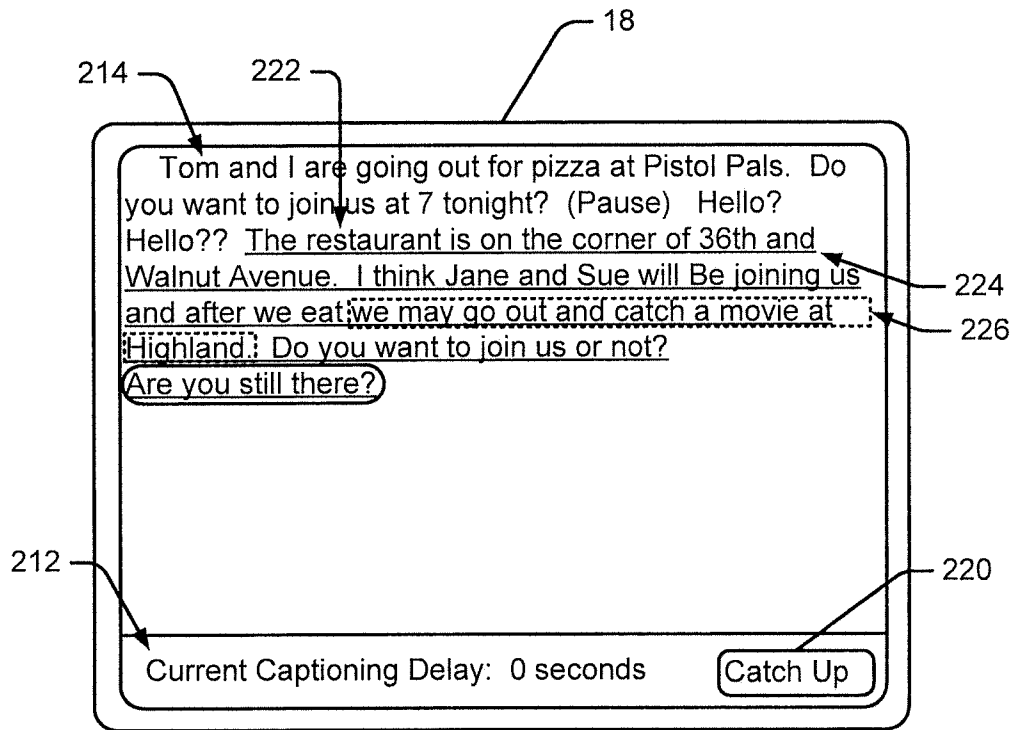 18
214
222
Tom and I are going out for pizza at Pistol Pals. Do
you want to join us at 7 tonight? (Pause) Hello?
Hello?? The restaurant is on the corner of 36th and
Walnut Avenue. I think Jane and Sue will Be joining us
224
and after we eat we may go out and catch a movie at
226
Highland. Do you want to join us or not?
Are you still there?
212
220
Current Captioning Delay: 0 seconds
Catch Up